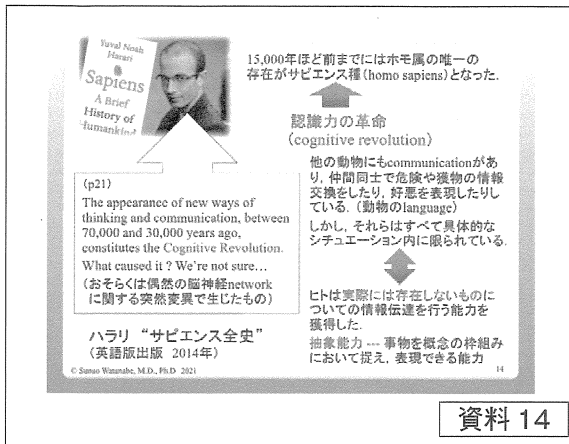 Yuval Noah
Harari
Sapiens
A Brief
History of
Humankind
15,000年ほど前までにはホモ属の唯一の
存在がサピエンス種(homo sapiens)となった.
認識力の革命
(cognitive revolution)
他の動物にもcommunicationがあ
り, 仲間同士で危険や獲物の情報
交換をしたり, 好悪を表現したりし
ている. (動物のlanguage)
しかし, それらはすべて具体的な
シチュエーション内に限られている.
ヒトは実際には存在しないものに
ついての情報伝達を行う能力を
獲得した.
抽象能力 --- 事物を概念の枠組み
において捉え, 表現できる能力
(p21)
The appearance of new ways of
thinking and communication, between
70,000 and 30,000 years ago,
constitutes the Cognitive Revolution.
What caused it ? We're not sure…
(おそらくは偶然の脳神経network
に関する突然変異で生じたもの)
ハラリ “サピエンス全史”
(英語版出版 2014年)
© Sunao Watanabe, M.D., Ph.D 2021
14
資料 14